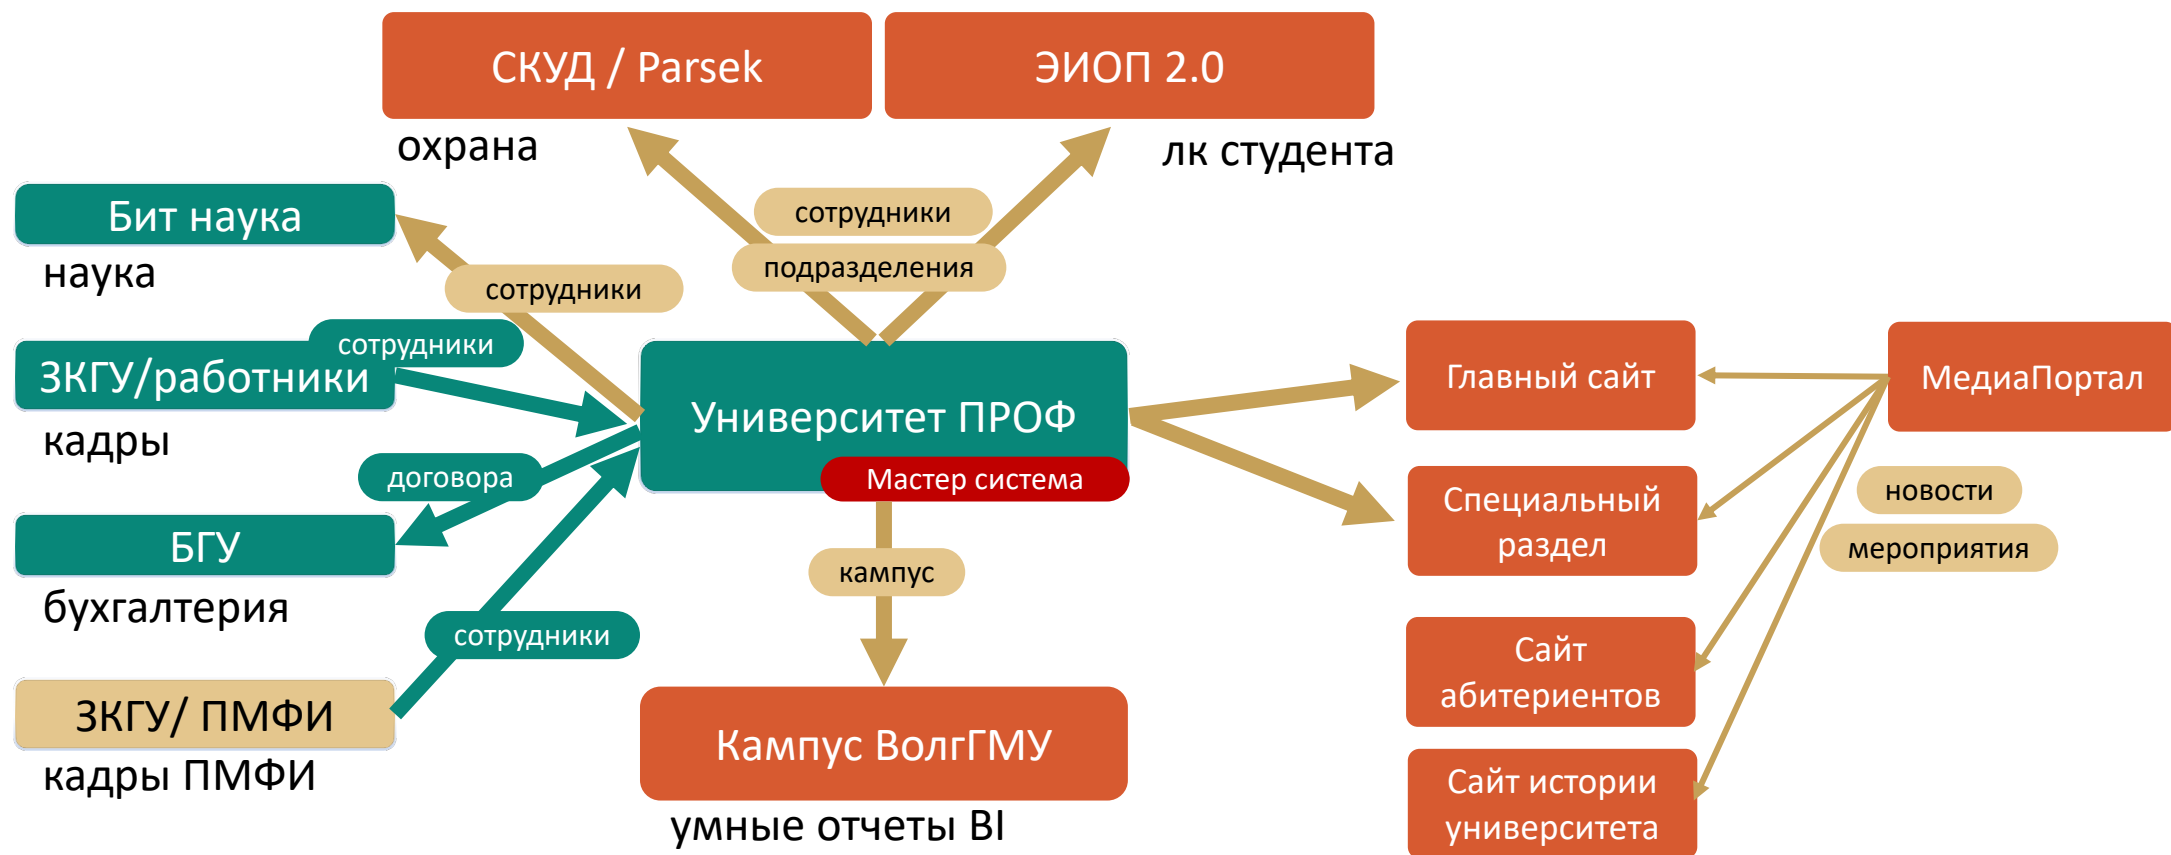 СКУД / Parsek
ЭИОП 2.0
охрана
лк студента
Бит наука
наука
сотрудники
подразделения
сотрудники
сотрудники
ЗКГУ/работники
кадры
Университет ПРОФ
Мастер система
договора
БГУ
бухгалтерия
сотрудники
ЗКГУ/ ПМФИ
кадры ПМФИ
кампус
Кампус ВолгГМУ
умные отчеты BI
Главный сайт
МедиаПортал
Специальный
раздел
новости
мероприятия
Сайт
абитериентов
Сайт истории
университета